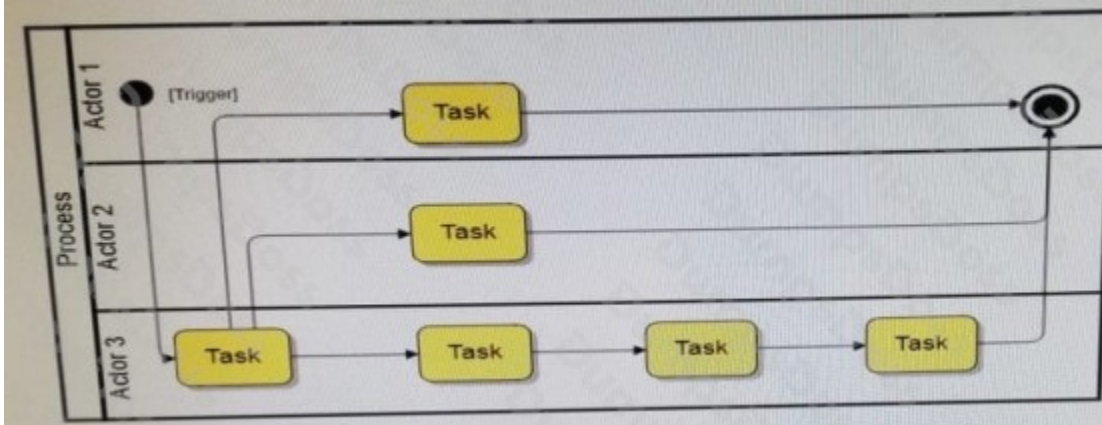 Process
Actor 1
[Trigger]
Task
Actor 2
Task
Actor 3
Task
Task
Task
Task